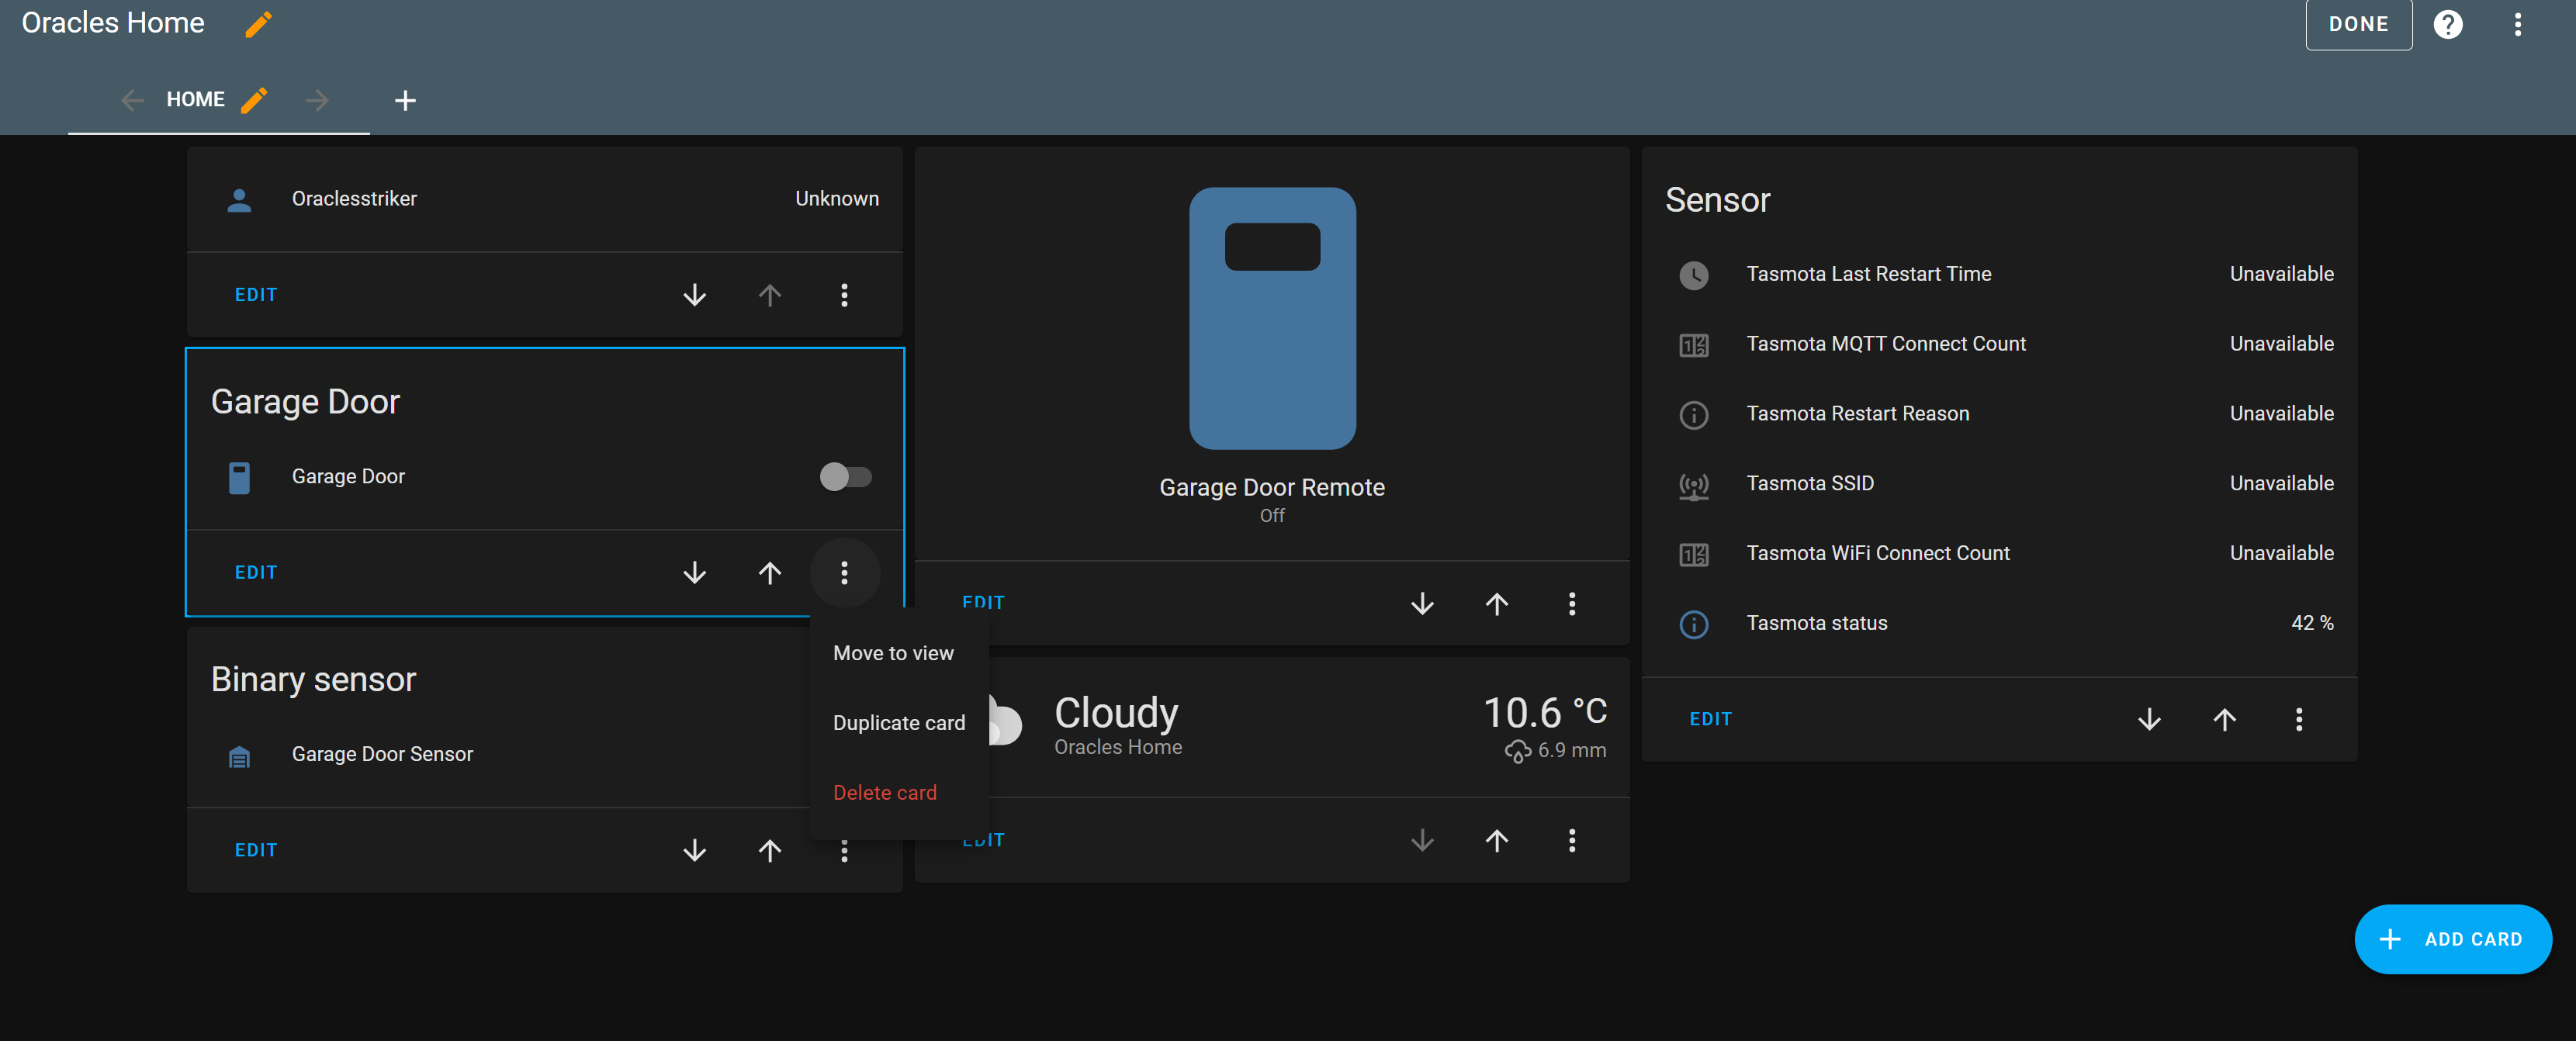 Oracles Home
DONE
HOME
Oraclesstriker Unknown
EDIT
Garage Door
Garage Door
EDIT
Move to view
Duplicate card
Delete card
Binary sensor
Garage Door Sensor
EDIT
Garage Door Remote
Off
EDIT
Cloudy 10.6 °C
Oracles Home 6.9 mm
EDIT
Sensor
Tasmota Last Restart Time Unavailable
Tasmota MQTT Connect Count Unavailable
Tasmota Restart Reason Unavailable
Tasmota SSID Unavailable
Tasmota WiFi Connect Count Unavailable
Tasmota status 42 %
EDIT
ADD CARD